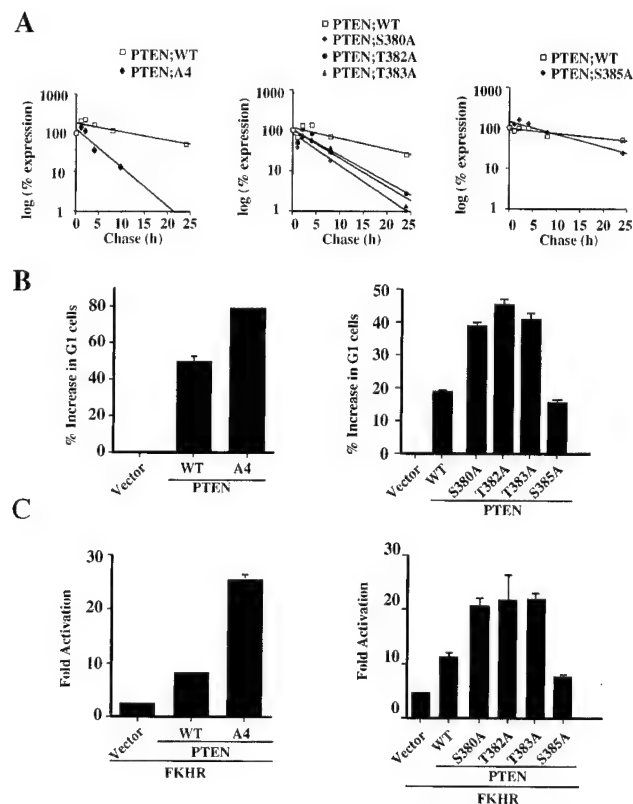 A
PTEN;WT
PTEN;A4
log (% expression)
1000
100
10
1
0 5 10 15 20 25
Chase (h)
PTEN;WT
PTEN;S380A
PTEN;T382A
PTEN;T383A
log (% expression)
1000
100
10
1
0 5 10 15 20 25
Chase (h)
PTEN;WT
PTEN;S385A
log (% expression)
1000
100
10
1
0 5 10 15 20 25
Chase (h)
B
% Increase in G1 cells
80
60
40
20
0
Vector
WT
A4
PTEN
% Increase in G1 cells
50
40
30
20
10
0
Vector
WT
S380A
T382A
T383A
S385A
PTEN
C
Fold Activation
30
20
10
0
Vector
WT
A4
PTEN
FKHR
Fold Activation
30
20
10
0
Vector
WT
S380A
T382A
T383A
S385A
PTEN
FKHR